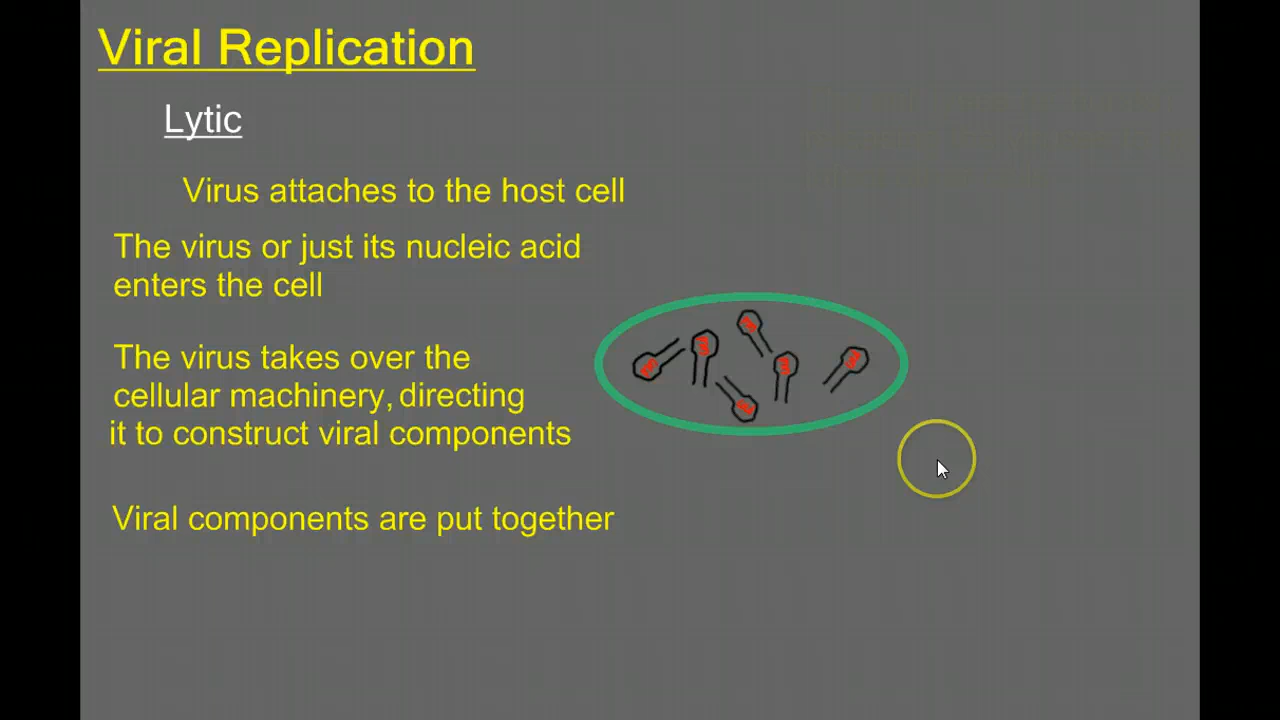 Viral Replication
Lytic
Virus attaches to the host cell
The virus or just its nucleic acid
enters the cell
The virus takes over the
cellular machinery, directing
it to construct viral components
Viral components are put together